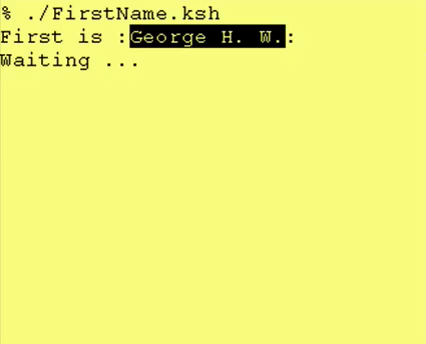 % ./FirstName.ksh
First is :George H. W.:
Waiting ...